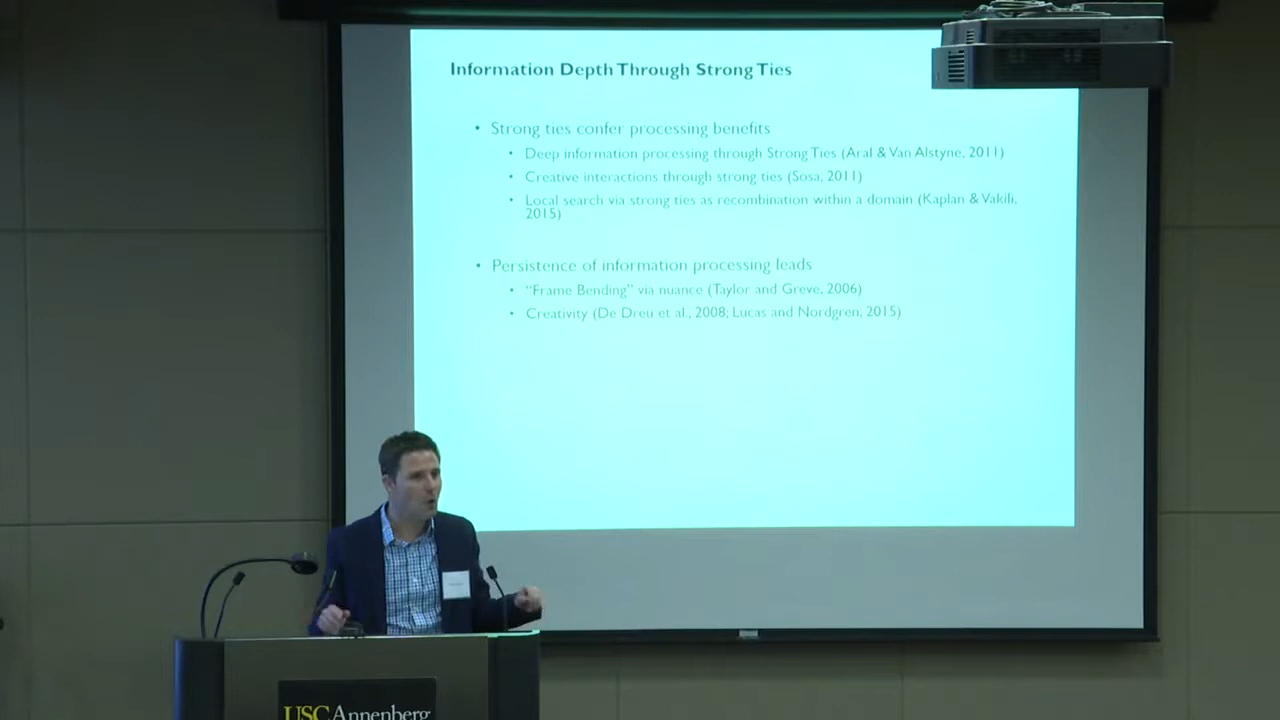 Information Depth Through Strong Ties
• Strong ties confer processing benefits
• Deep information processing through Strong Ties (Aral & Van Alstyne, 2011)
• Creative interactions through strong ties (Sosa, 2011)
• Local search via strong ties as recombination within a domain (Kaplan & Vakili,
2015)
• Persistence of information processing leads
• “Frame Bending” via nuance (Taylor and Greve, 2006)
• Creativity (De Dreu et al., 2008; Lucas and Nordgren, 2015)
USC Annenberg